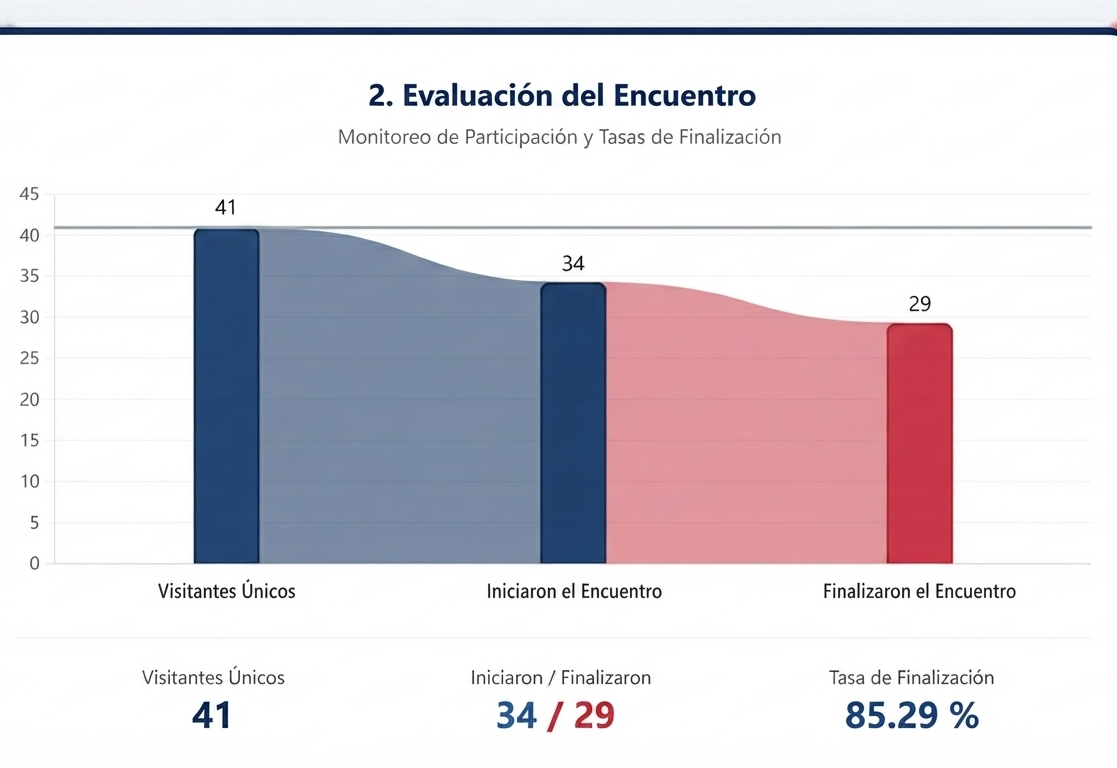 2. Evaluación del Encuentro
Monitoreo de Participación y Tasas de Finalización
45
40
35
30
25
20
15
10
5
0
41
34
29
Visitantes Únicos
Iniciaron el Encuentro
Finalizaron el Encuentro
Visitantes Únicos
41
Iniciaron / Finalizaron
34 / 29
Tasa de Finalización
85.29 %